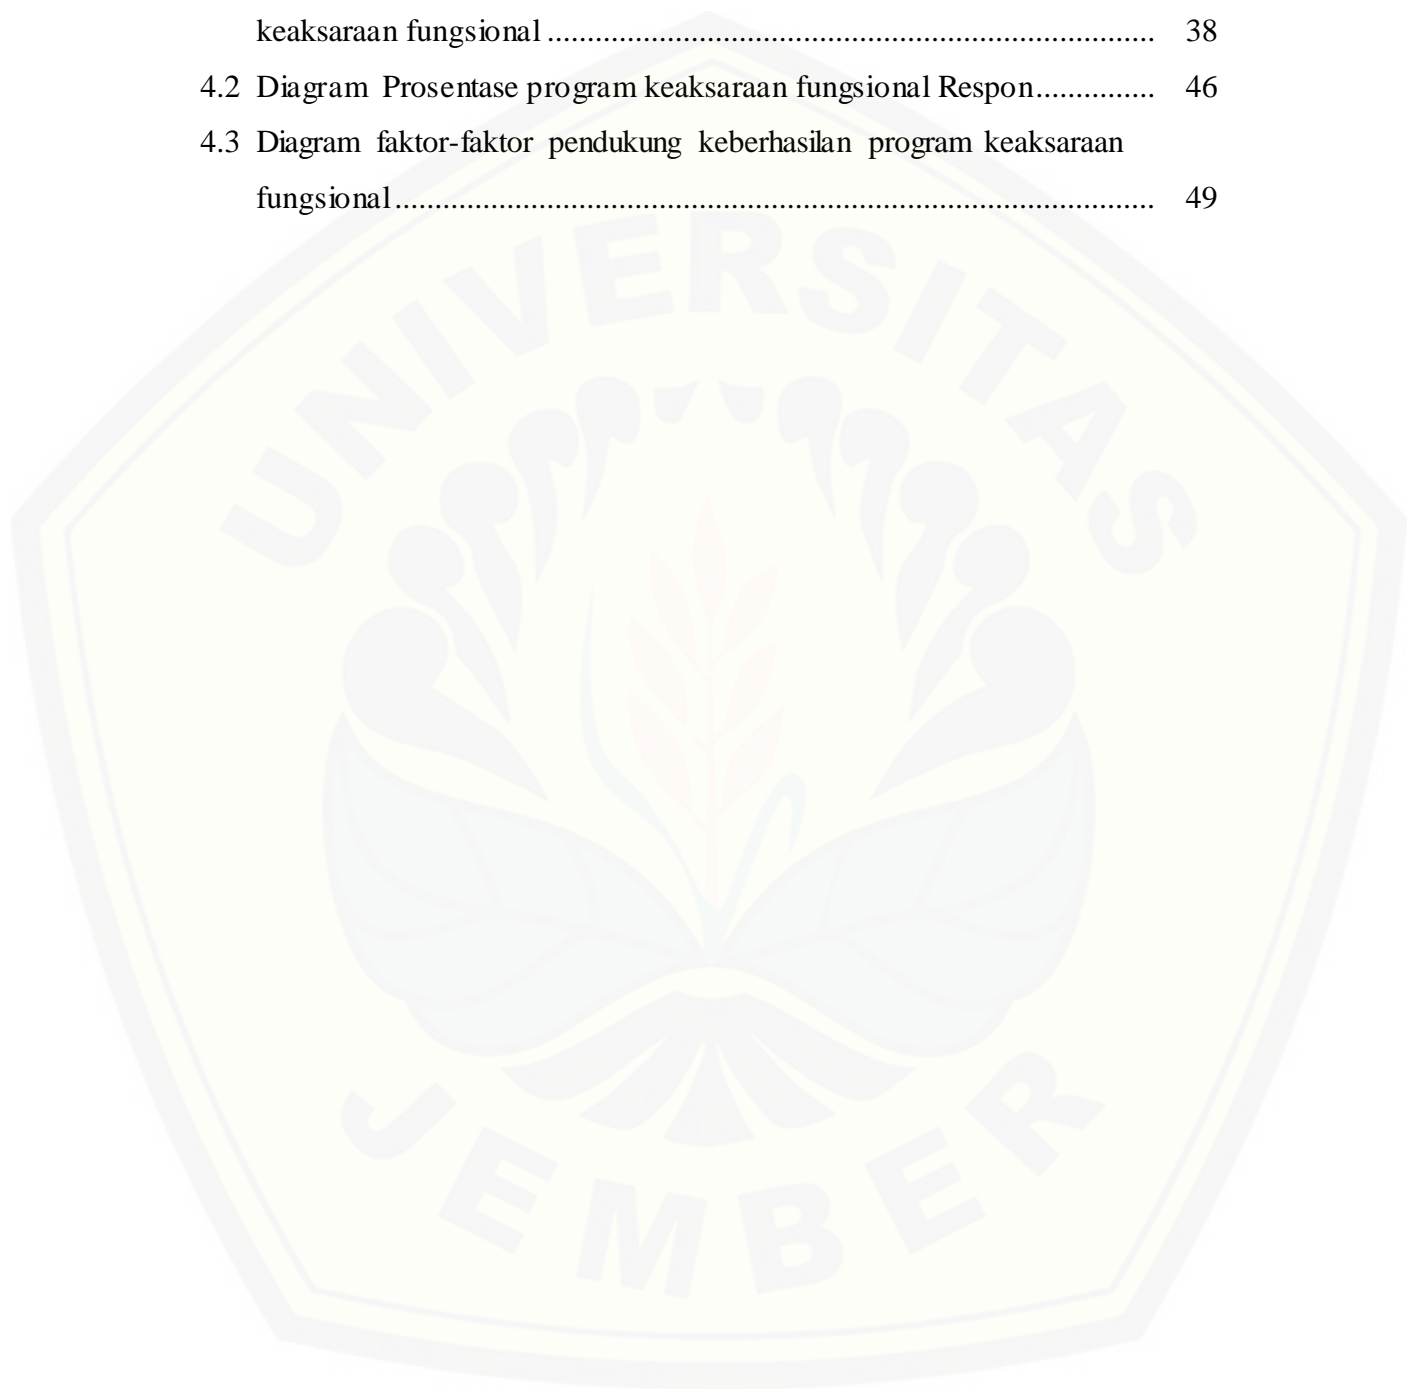 keaksaraan fungsional ........................................................................... 38
4.2 Diagram Prosentase program keaksaraan fungsional Respon............... 46
4.3 Diagram faktor-faktor pendukung keberhasilan program keaksaraan
fungsional .............................................................................................. 49
UNIVERSITAS
JEMBER